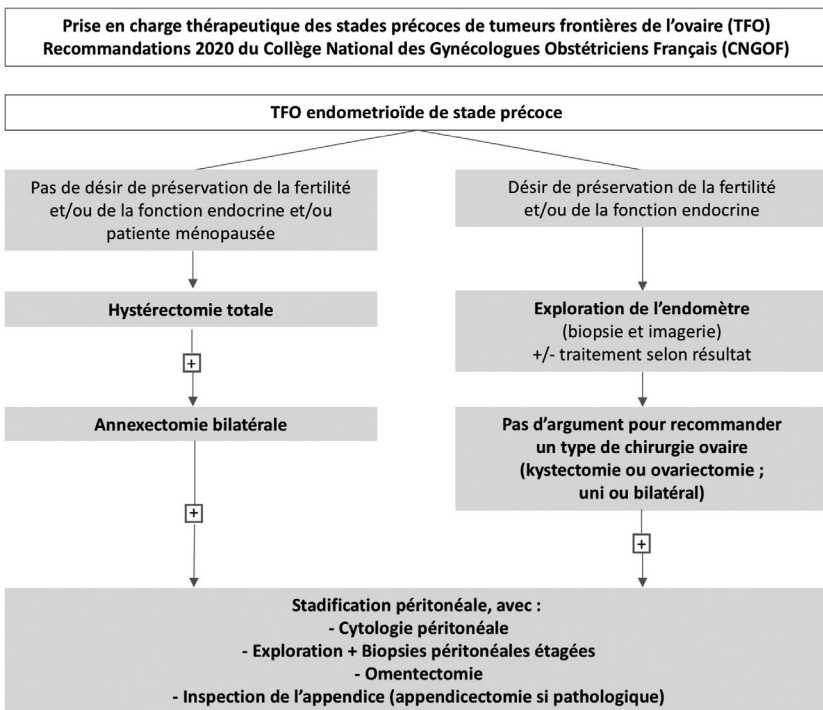 Prise en charge thérapeutique des stades précoces de tumeurs frontières de l’ovaire (TFO)
Recommandations 2020 du Collège National des Gynécologues Obstétriciens Français (CNGOF)
TFO endometrioïde de stade précoce
Pas de désir de préservation de la fertilité
et/ou de la fonction endocrine et/ou
patiente ménopausée
Hystérectomie totale
+
Annexectomie bilatérale
+
Désir de préservation de la fertilité
et/ou de la fonction endocrine
Exploration de l’endomètre
(biopsie et imagerie)
+/- traitement selon résultat
Pas d’argument pour recommander
un type de chirurgie ovaire
(kystectomie ou ovariectomie ;
uni ou bilatéral)
+
Stadification péritonéale, avec :
- Cytologie péritonéale
- Exploration + Biopsies péritonéales étagées
- Omentectomie
- Inspection de l’appendice (appendicectomie si pathologique)